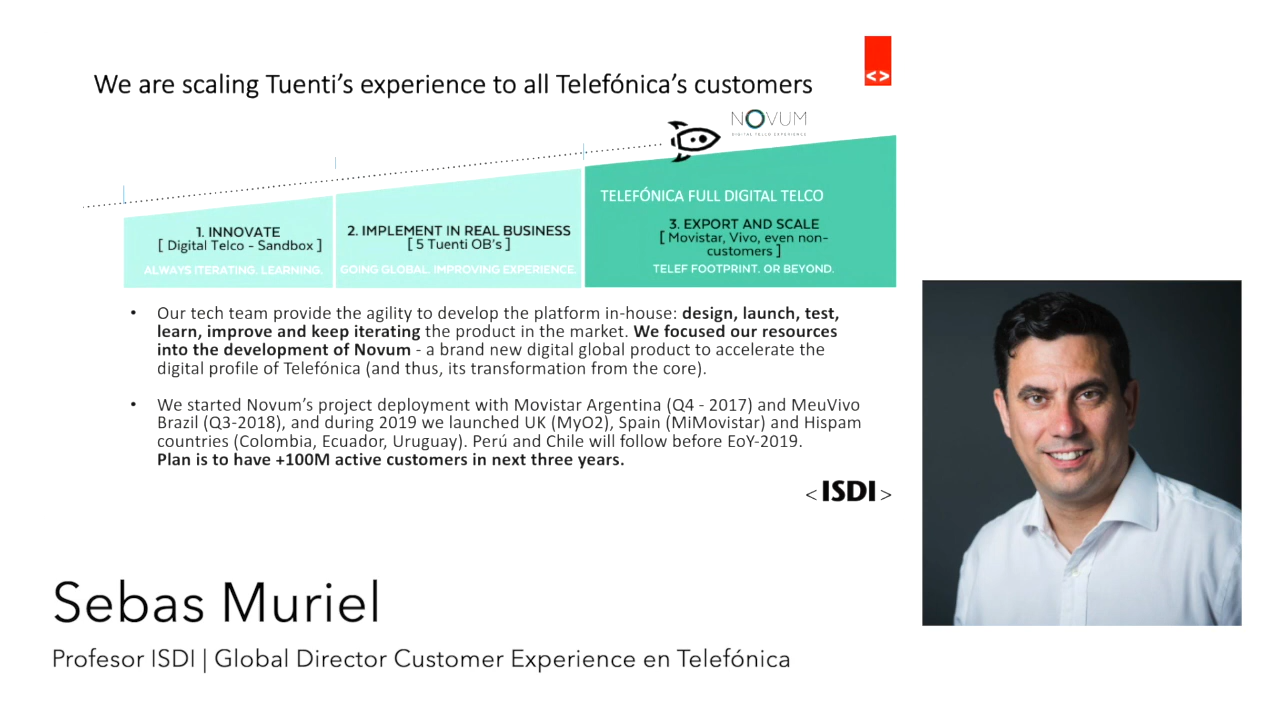 We are scaling Tuenti's experience to all Telefónica's customers
<>
NOVUM
DIGITAL TELCO EXPERIENCE
TELEFÓNICA FULL DIGITAL TELCO
1. INNOVATE
[ Digital Telco - Sandbox ]
ALWAYS ITERATING. LEARNING.
2. IMPLEMENT IN REAL BUSINESS
[ 5 Tuenti OB's ]
GOING GLOBAL. IMPROVING EXPERIENCE.
3. EXPORT AND SCALE
[ Movistar, Vivo, even non-
customers ]
TELEF FOOTPRINT. OR BEYOND.
• Our tech team provide the agility to develop the platform in-house: design, launch, test,
learn, improve and keep iterating the product in the market. We focused our resources
into the development of Novum - a brand new digital global product to accelerate the
digital profile of Telefónica (and thus, its transformation from the core).
• We started Novum's project deployment with Movistar Argentina (Q4 - 2017) and MeuVivo
Brazil (Q3-2018), and during 2019 we launched UK (MyO2), Spain (MiMovistar) and Hispam
countries (Colombia, Ecuador, Uruguay). Perú and Chile will follow before EoY-2019.
Plan is to have +100M active customers in next three years.
<ISDI>
Sebas Muriel
Profesor ISDI | Global Director Customer Experience en Telefónica